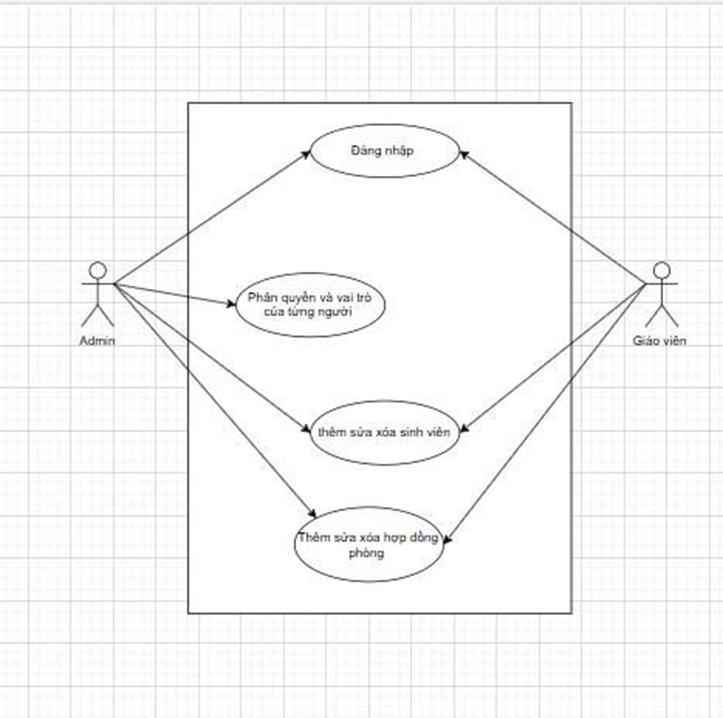 Đăng nhập
Phân quyền và vai trò
của từng người
Admin
Giáo viên
thêm sửa xóa sinh viên
Thêm sửa xóa hợp đồng
phòng